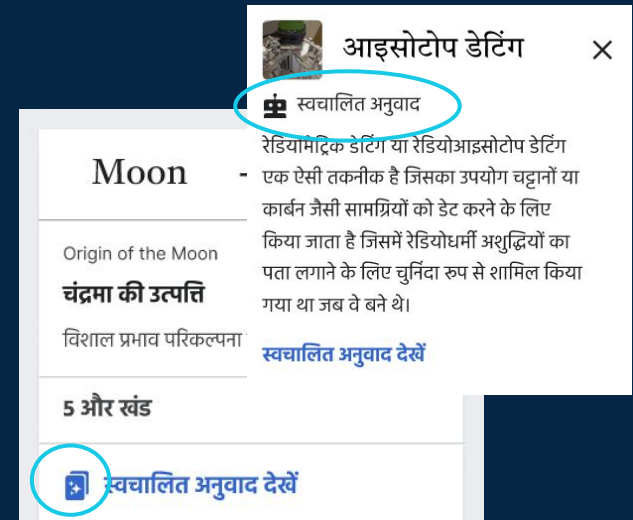 आइसोटोप डेटिंग
स्वचालित अनुवाद
रेडियोमेट्रिक डेटिंग या रेडियोआइसोटोप डेटिंग
एक ऐसी तकनीक है जिसका उपयोग चट्टानों या
कार्बन जैसी सामग्रियों को डेट करने के लिए
किया जाता है जिसमें रेडियोधर्मी अशुद्धियों का
पता लगाने के लिए चुनिंदा रूप से शामिल किया
गया था जब वे बने थे।
स्वचालित अनुवाद देखें
Moon
Origin of the Moon
चंद्रमा की उत्पत्ति
विशाल प्रभाव परिकल्पना
5 और खंड
स्वचालित अनुवाद देखें